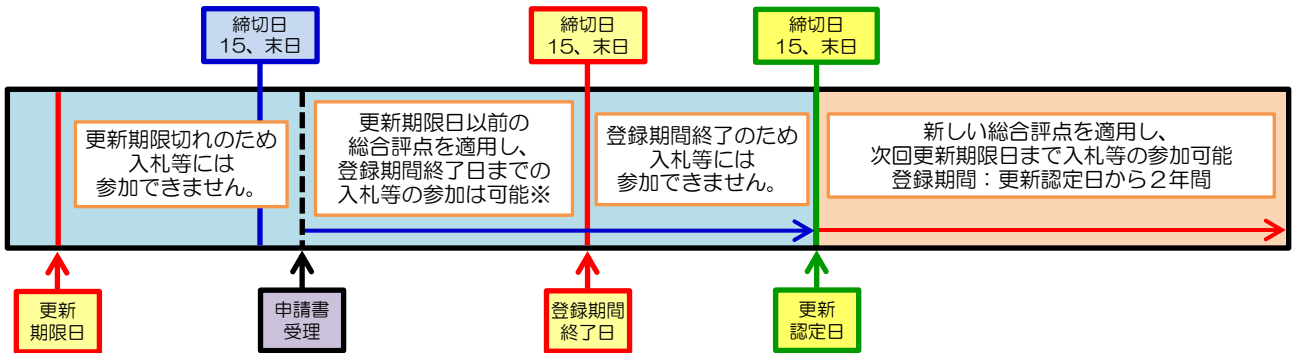 締切日
15、末日
締切日
15、末日
締切日
15、末日
更新期限切れのため
入札等には
参加できません。
更新期限日以前の
総合評点を適用し、
登録期間終了日までの
入札等の参加は可能※
登録期間終了のため
入札等には
参加できません。
新しい総合評点を適用し、
次回更新期限日まで入札等の参加可能
登録期間：更新認定日から２年間
更新
期限日
申請書
受理
登録期間
終了日
更新
認定日